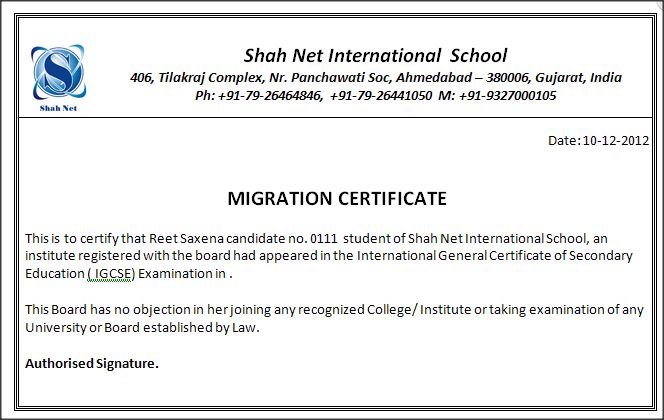 Shah Net International School
406, Tilakraj Complex, Nr. Panchawati Soc, Ahmedabad – 380006, Gujarat, India
Ph: +91-79-26464846, +91-79-26441050 M: +91-9327000105
Shah Net
Date: 10-12-2012
MIGRATION CERTIFICATE
This is to certify that Reet Saxena candidate no. 0111 student of Shah Net International School, an
institute registered with the board had appeared in the International General Certificate of Secondary
Education ( IGCSE) Examination in .
This Board has no objection in her joining any recognized College/ Institute or taking examination of any
University or Board established by Law.
Authorised Signature.